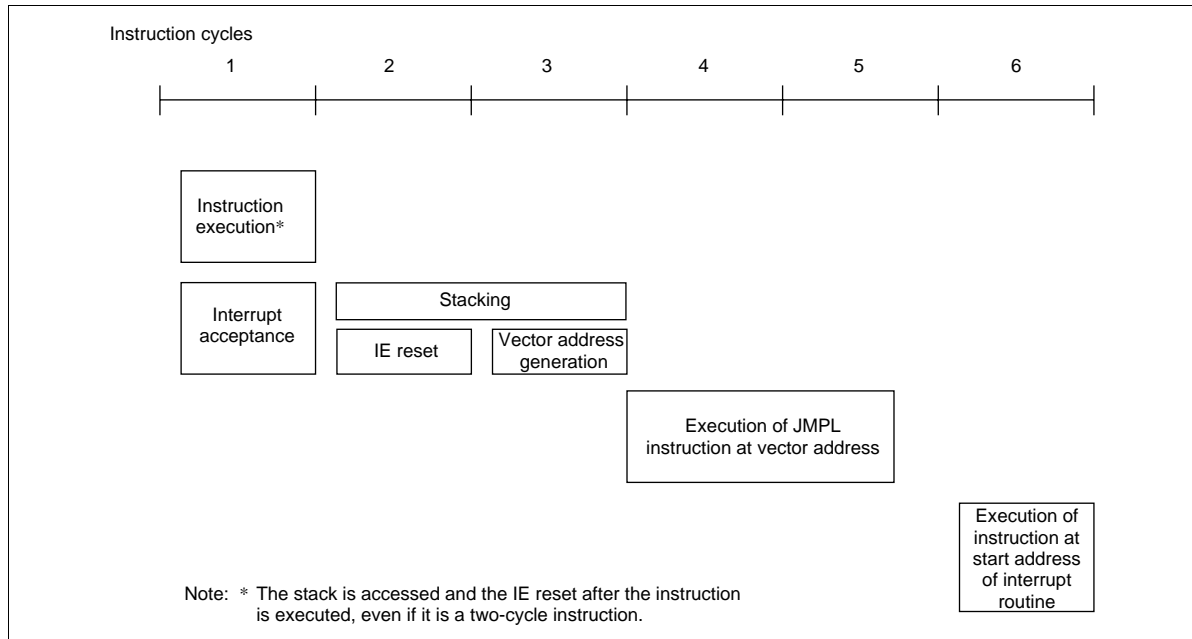 Instruction cycles
1 2 3 4 5 6
Instruction
execution*
Interrupt
acceptance
Stacking
IE reset
Vector address
generation
Execution of JMPL
instruction at vector address
Execution of
instruction at
start address
of interrupt
routine
Note: * The stack is accessed and the IE reset after the instruction
is executed, even if it is a two-cycle instruction.